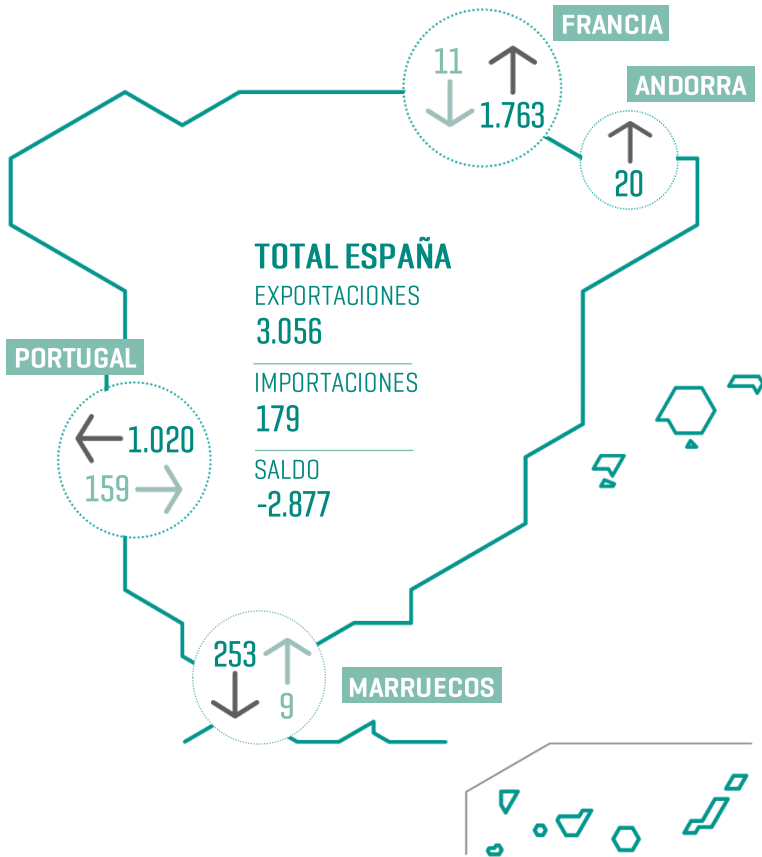 FRANCIA
11
1.763
ANDORRA
20
TOTAL ESPAÑA
EXPORTACIONES
3.056
IMPORTACIONES
179
SALDO
-2.877
PORTUGAL
1.020
159
253
9
MARRUECOS